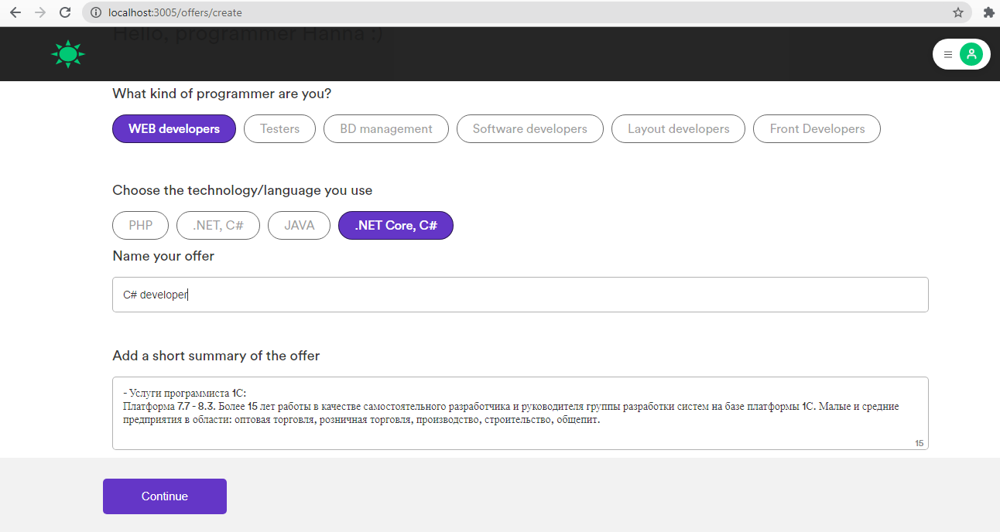 localhost:3005/offers/create
Hello, programmer Hanna :)
What kind of programmer are you?
WEB developers Testers BD management Software developers Layout developers Front Developers
Choose the technology/language you use
PHP .NET, C# JAVA .NET Core, C#
Name your offer
C# developer
Add a short summary of the offer
- Услуги программиста 1С:
Платформа 7.7 - 8.3. Более 15 лет работы в качестве самостоятельного разработчика и руководителя группы разработки систем на базе платформы 1С. Малые и средние
предприятия в области: оптовая торговля, розничная торговля, производство, строительство, общепит.
15
Continue